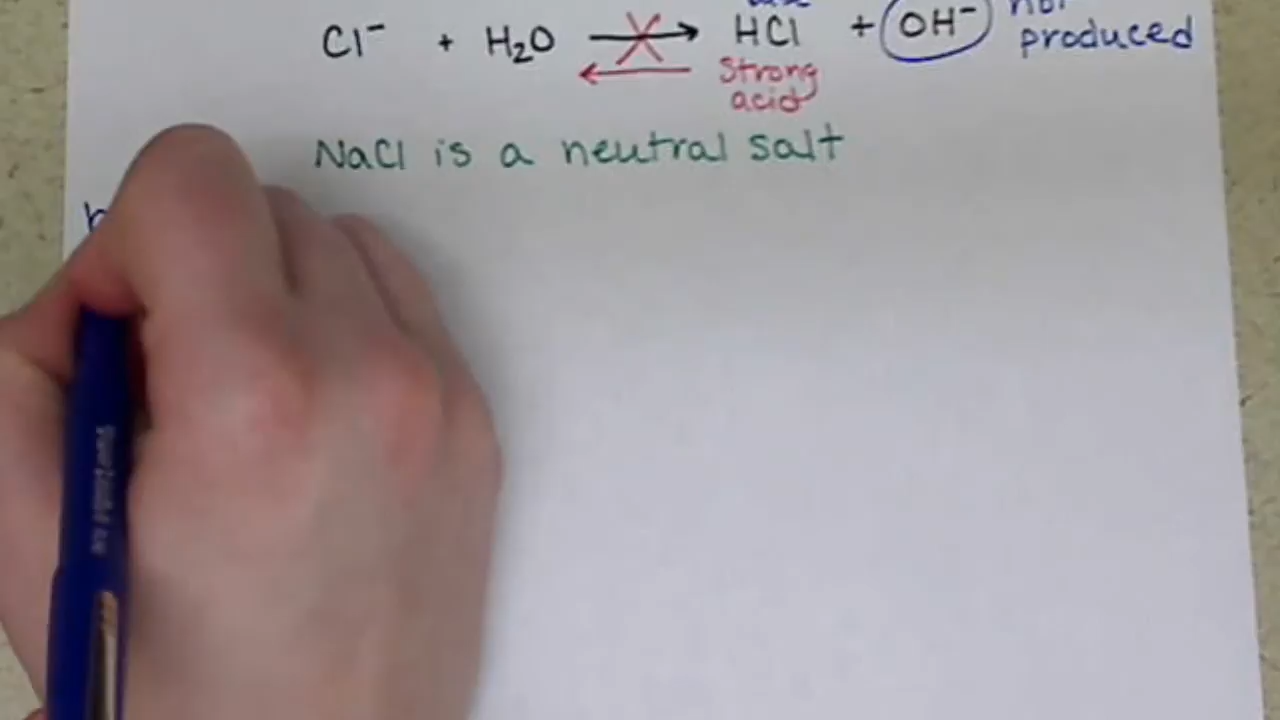 Cl⁻ + H₂O → HCl + OH⁻
produced
← Strong
acid
NaCl is a neutral salt